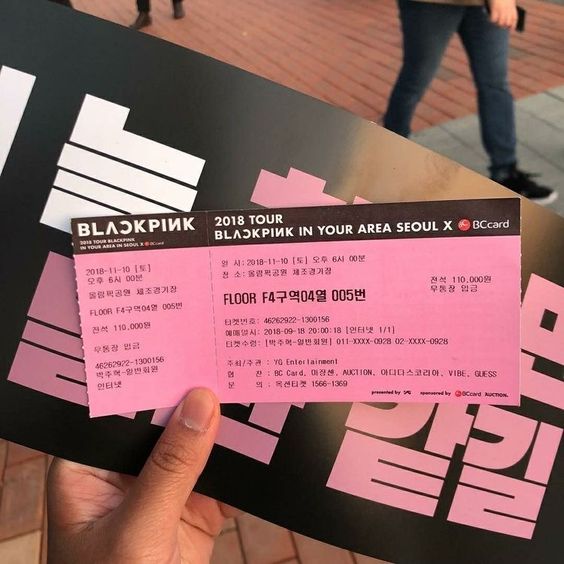 BLACKPINK
2018 TOUR BLACKPINK
IN YOUR AREA SEOUL X BCcard
2018-11-10 [토]
오후 6시 00분
올림픽공원 체조경기장
FLOOR F4구역04열 005번
전석 110,000원
무통장 입금
46262922-1300156
박주혁-일반회원
인터넷
2018 TOUR
BLACKPINK IN YOUR AREA SEOUL X BCcard
일 시: 2018-11-10 [토] 오후 6시 00분
장 소: 올림픽공원 체조경기장
전석 110,000원
무통장 입금
FLOOR F4구역04열 005번
티켓번호: 46262922-1300156
예매일시: 2018-09-18 20:00:18 [인터넷 1/1]
티켓수령: [박주혁-일반회원] 011-XXXX-0928 02-XXXX-0928
주최/주관 : YG Entertainment
협 찬 : BC Card, 미장센, AUCTION, 아디다스코리아, VIBE, GUESS
문 의 : 옥션티켓 1566-1369
presented by YG sponsored by BCcard AUCTION.